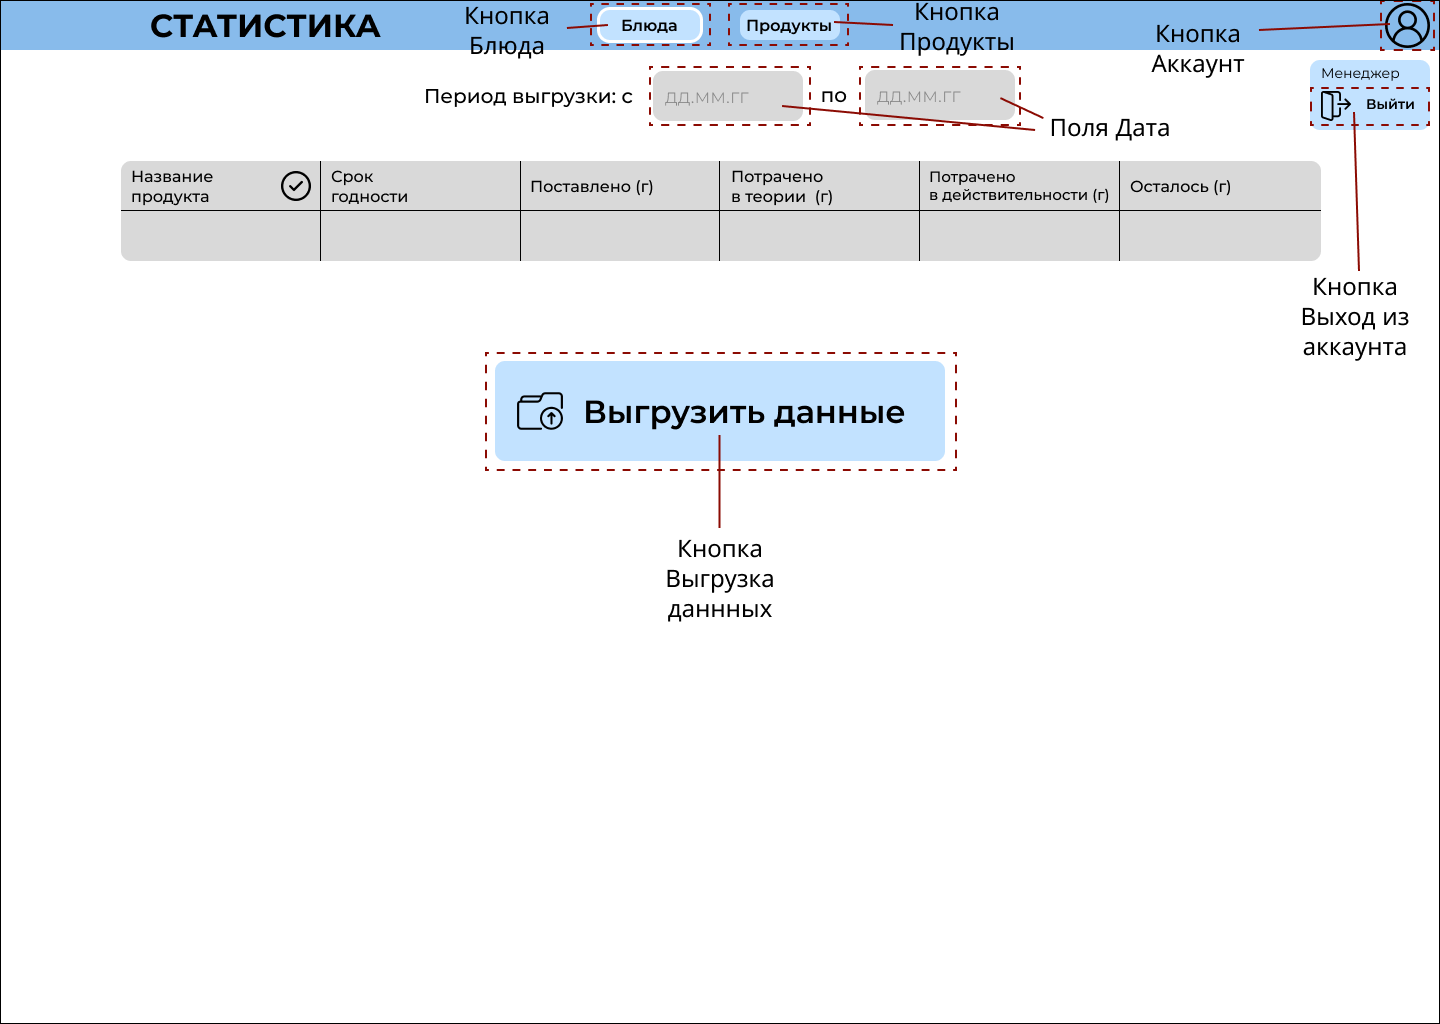 СТАТИСТИКА
Кнопка
Блюда
Блюда
Продукты
Кнопка
Продукты
Кнопка
Аккаунт
Период выгрузки: с
дд.мм.гг
по
дд.мм.гг
Поля Дата
Менеджер
Выйти
Название
продукта
Срок
годности
Поставлено (г)
Потрачено
в теории (г)
Потрачено
в действительности (г)
Осталось (г)
Кнопка
Выход из
аккаунта
Выгрузить данные
Кнопка
Выгрузка
даннных